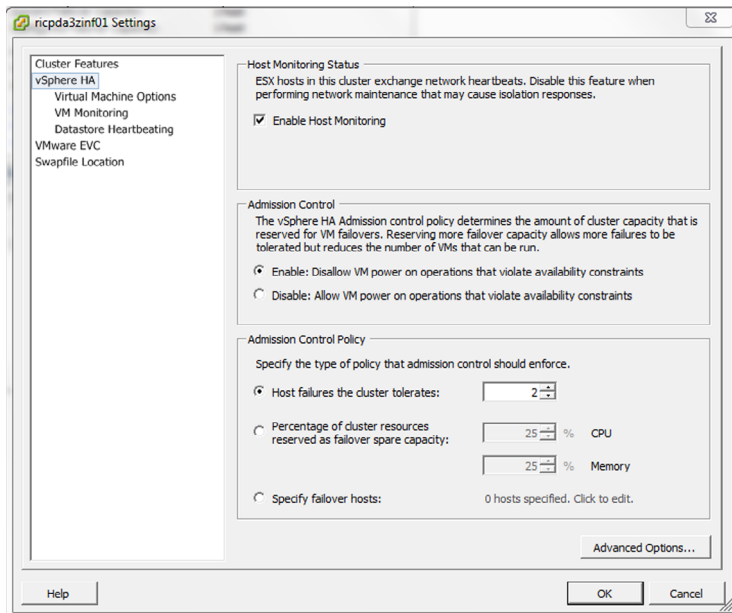 ricpda3zinf01 Settings
Cluster Features
vSphere HA
Virtual Machine Options
VM Monitoring
Datastore Heartbeating
VMware EVC
Swapfile Location
Host Monitoring Status
ESX hosts in this cluster exchange network heartbeats. Disable this feature when
performing network maintenance that may cause isolation responses.
Enable Host Monitoring
Admission Control
The vSphere HA Admission control policy determines the amount of cluster capacity that is
reserved for VM failovers. Reserving more failover capacity allows more failures to be
tolerated but reduces the number of VMs that can be run.
Enable: Disallow VM power on operations that violate availability constraints
Disable: Allow VM power on operations that violate availability constraints
Admission Control Policy
Specify the type of policy that admission control should enforce.
Host failures the cluster tolerates: 2
Percentage of cluster resources
reserved as failover spare capacity:
25 % CPU
25 % Memory
Specify failover hosts: 0 hosts specified. Click to edit.
Advanced Options...
Help OK Cancel